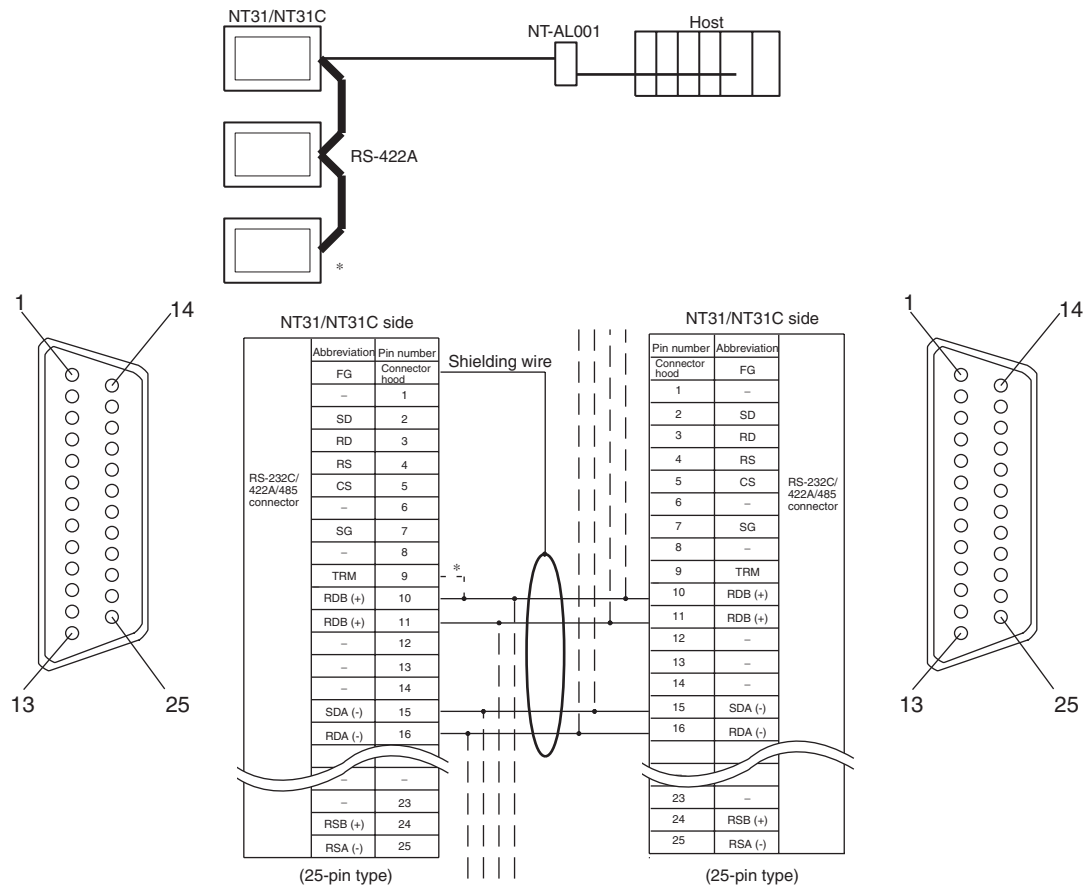 NT31/NT31C
NT-AL001
Host
RS-422A
*
1
14
13
25
NT31/NT31C side
Abbreviation Pin number
FG Connector hood
– 1
SD 2
RD 3
RS 4
CS 5
– 6
SG 7
– 8
TRM 9
RDB (+) 10
RDB (+) 11
– 12
– 13
– 14
SDA (-) 15
RDA (-) 16
– –
– 23
RSB (+) 24
RSA (-) 25
RS-232C/
422A/485
connector
(25-pin type)
Shielding wire
*
NT31/NT31C side
Pin number Abbreviation
Connector hood FG
1 –
2 SD
3 RD
4 RS
5 CS
6 –
7 SG
8 –
9 TRM
10 RDB (+)
11 RDB (+)
12 –
13 –
14 –
15 SDA (-)
16 RDA (-)
23 –
24 RSB (+)
25 RSA (-)
RS-232C/
422A/485
connector
(25-pin type)
1
14
13
25